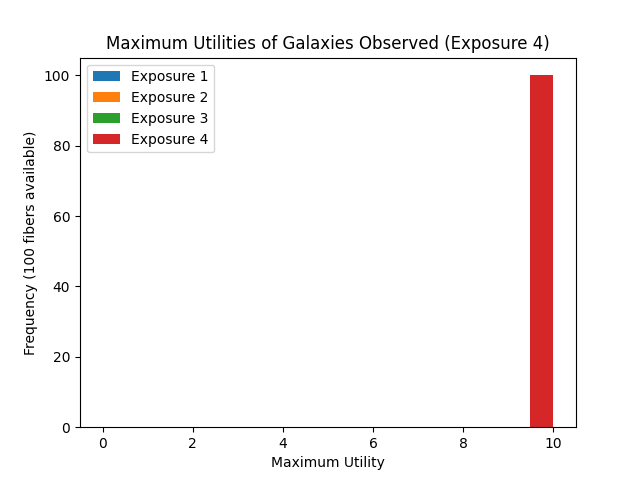 Maximum Utilities of Galaxies Observed (Exposure 4)
Exposure 1
Exposure 2
Exposure 3
Exposure 4
Frequency (100 fibers available)
100
80
60
40
20
0
0 2 4 6 8 10
Maximum Utility